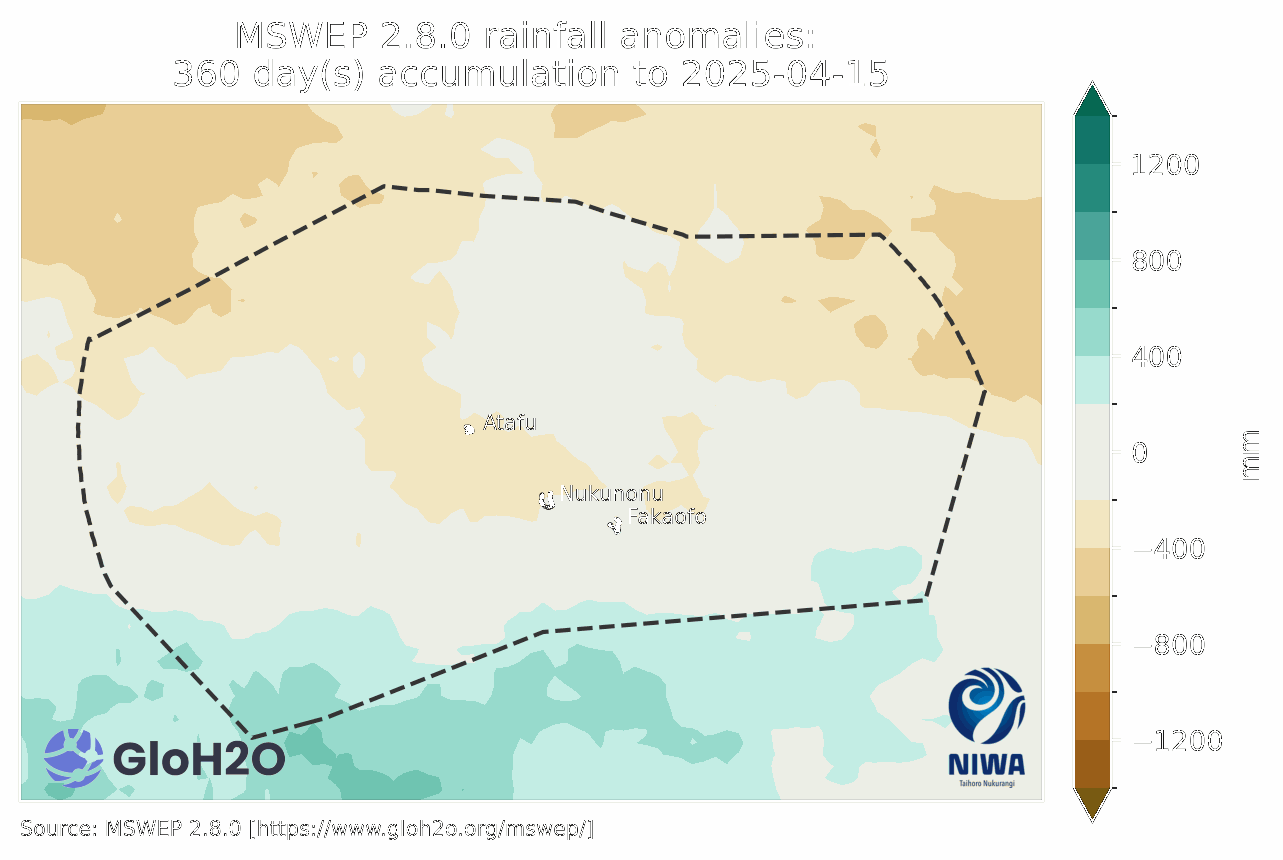 MSWEP 2.8.0 rainfall anomalies:
360 day(s) accumulation to 2025-04-15
1200
800
400
0
−400
−800
−1200
mm
Atafu
Nukunonu
Fakaofo
GloH2O
NIWA
Taihoro Nukurangi
Source: MSWEP 2.8.0 [https://www.gloh2o.org/mswep/]